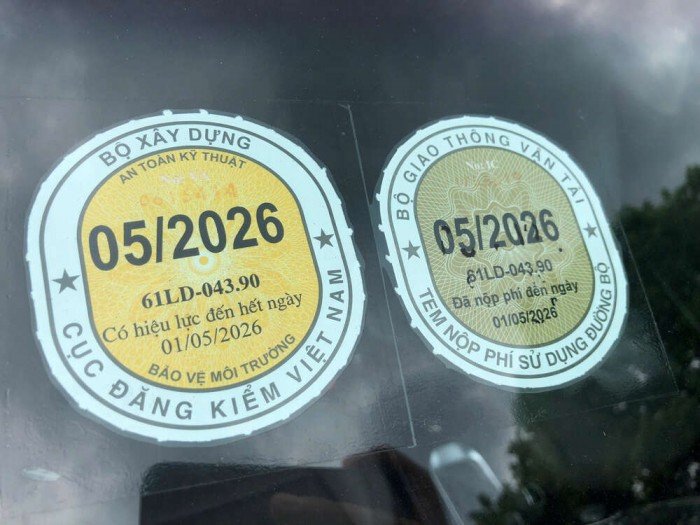 BỘ XÂY DỰNG
AN TOÀN KỸ THUẬT
05/2026
61LD-043.90
Có hiệu lực đến hết ngày
01/05/2026
BẢO VỆ MÔI TRƯỜNG
CỤC ĐĂNG KIỂM VIỆT NAM
BỘ GIAO THÔNG VẬN TẢI
05/2026
61LD-043.90
Đã nộp phí đến ngày
01/05/2026
TEM NỘP PHÍ SỬ DỤNG ĐƯỜNG BỘ